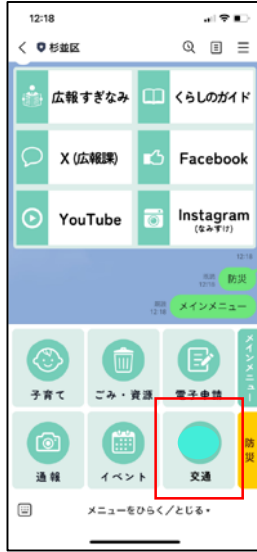 12:18
杉並区
広報すぎなみ
くらしのガイド
X (広報課)
Facebook
YouTube
Instagram
(なみすけ)
12:18
既読
12:18
防災
既読
12:18
メインメニュー
子育て
ごみ・資源
電子申請
メインメニュー
通報
イベント
交通
防災
メニューをひらく/とじる▾